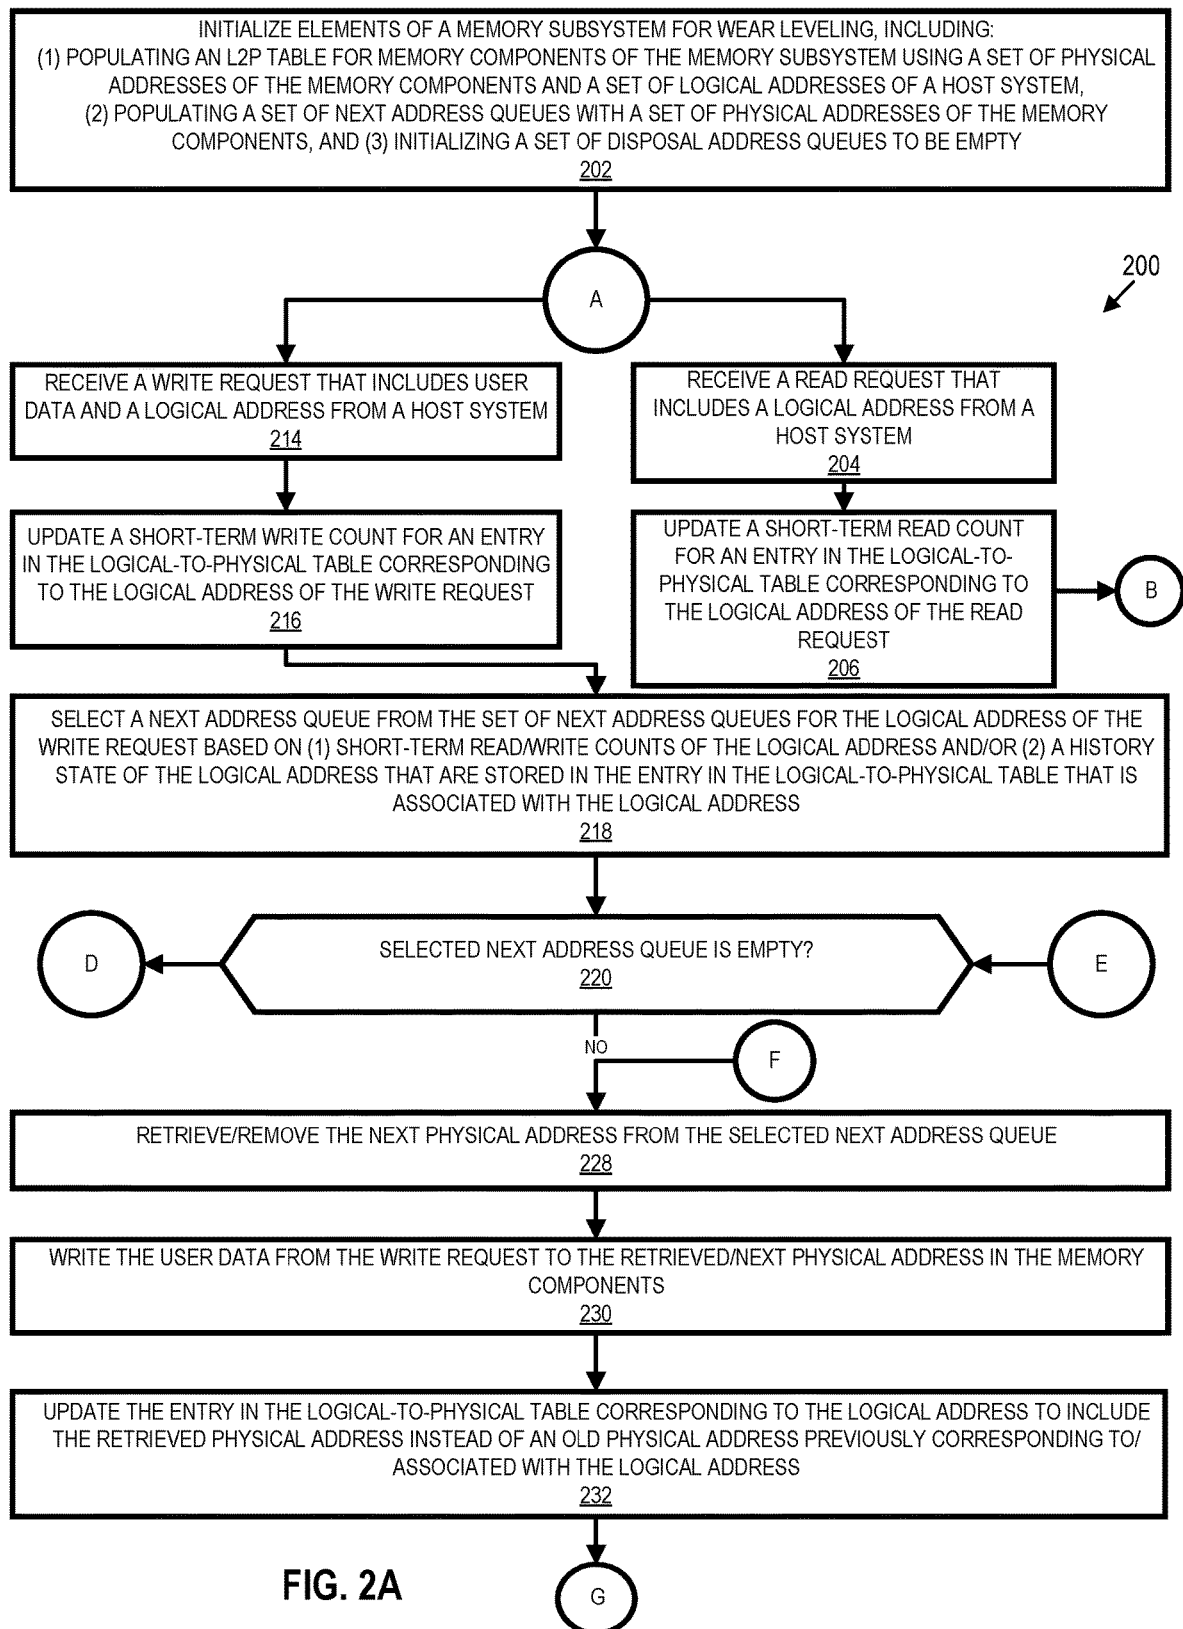 INITIALIZE ELEMENTS OF A MEMORY SUBSYSTEM FOR WEAR LEVELING, INCLUDING:
(1) POPULATING AN L2P TABLE FOR MEMORY COMPONENTS OF THE MEMORY SUBSYSTEM USING A SET OF PHYSICAL
ADDRESSES OF THE MEMORY COMPONENTS AND A SET OF LOGICAL ADDRESSES OF A HOST SYSTEM,
(2) POPULATING A SET OF NEXT ADDRESS QUEUES WITH A SET OF PHYSICAL ADDRESSES OF THE MEMORY
COMPONENTS, AND (3) INITIALIZING A SET OF DISPOSAL ADDRESS QUEUES TO BE EMPTY
202
A
200
RECEIVE A WRITE REQUEST THAT INCLUDES USER
DATA AND A LOGICAL ADDRESS FROM A HOST SYSTEM
214
RECEIVE A READ REQUEST THAT
INCLUDES A LOGICAL ADDRESS FROM A
HOST SYSTEM
204
UPDATE A SHORT-TERM WRITE COUNT FOR AN ENTRY
IN THE LOGICAL-TO-PHYSICAL TABLE CORRESPONDING
TO THE LOGICAL ADDRESS OF THE WRITE REQUEST
216
UPDATE A SHORT-TERM READ COUNT
FOR AN ENTRY IN THE LOGICAL-TO-
PHYSICAL TABLE CORRESPONDING TO
THE LOGICAL ADDRESS OF THE READ
REQUEST
206
B
SELECT A NEXT ADDRESS QUEUE FROM THE SET OF NEXT ADDRESS QUEUES FOR THE LOGICAL ADDRESS OF THE
WRITE REQUEST BASED ON (1) SHORT-TERM READ/WRITE COUNTS OF THE LOGICAL ADDRESS AND/OR (2) A HISTORY
STATE OF THE LOGICAL ADDRESS THAT ARE STORED IN THE ENTRY IN THE LOGICAL-TO-PHYSICAL TABLE THAT IS
ASSOCIATED WITH THE LOGICAL ADDRESS
218
D
SELECTED NEXT ADDRESS QUEUE IS EMPTY?
220
E
NO
F
RETRIEVE/REMOVE THE NEXT PHYSICAL ADDRESS FROM THE SELECTED NEXT ADDRESS QUEUE
228
WRITE THE USER DATA FROM THE WRITE REQUEST TO THE RETRIEVED/NEXT PHYSICAL ADDRESS IN THE MEMORY
COMPONENTS
230
UPDATE THE ENTRY IN THE LOGICAL-TO-PHYSICAL TABLE CORRESPONDING TO THE LOGICAL ADDRESS TO INCLUDE
THE RETRIEVED PHYSICAL ADDRESS INSTEAD OF AN OLD PHYSICAL ADDRESS PREVIOUSLY CORRESPONDING TO/
ASSOCIATED WITH THE LOGICAL ADDRESS
232
FIG. 2A
G